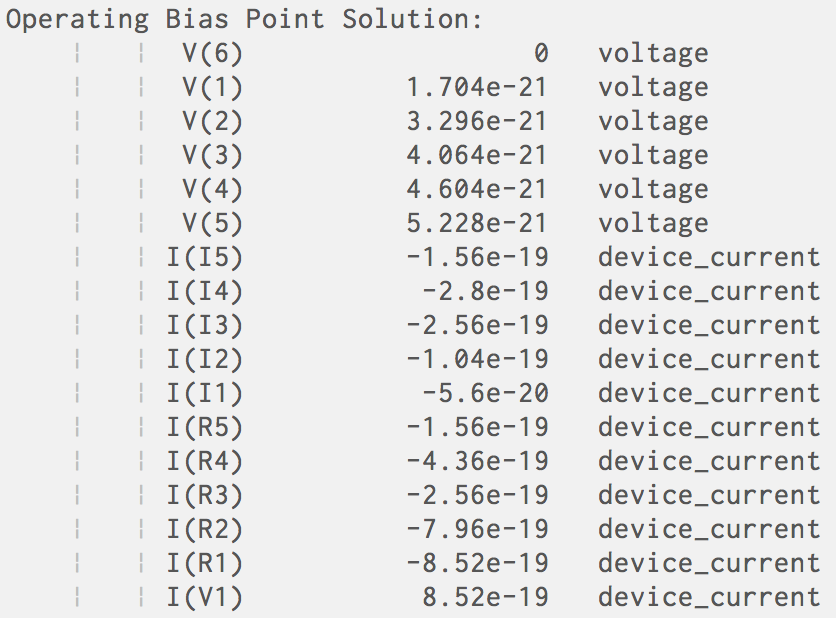 Operating Bias Point Solution:
V(6) 0 voltage
V(1) 1.704e-21 voltage
V(2) 3.296e-21 voltage
V(3) 4.064e-21 voltage
V(4) 4.604e-21 voltage
V(5) 5.228e-21 voltage
I(I5) -1.56e-19 device_current
I(I4) -2.8e-19 device_current
I(I3) -2.56e-19 device_current
I(I2) -1.04e-19 device_current
I(I1) -5.6e-20 device_current
I(R5) -1.56e-19 device_current
I(R4) -4.36e-19 device_current
I(R3) -2.56e-19 device_current
I(R2) -7.96e-19 device_current
I(R1) -8.52e-19 device_current
I(V1) 8.52e-19 device_current